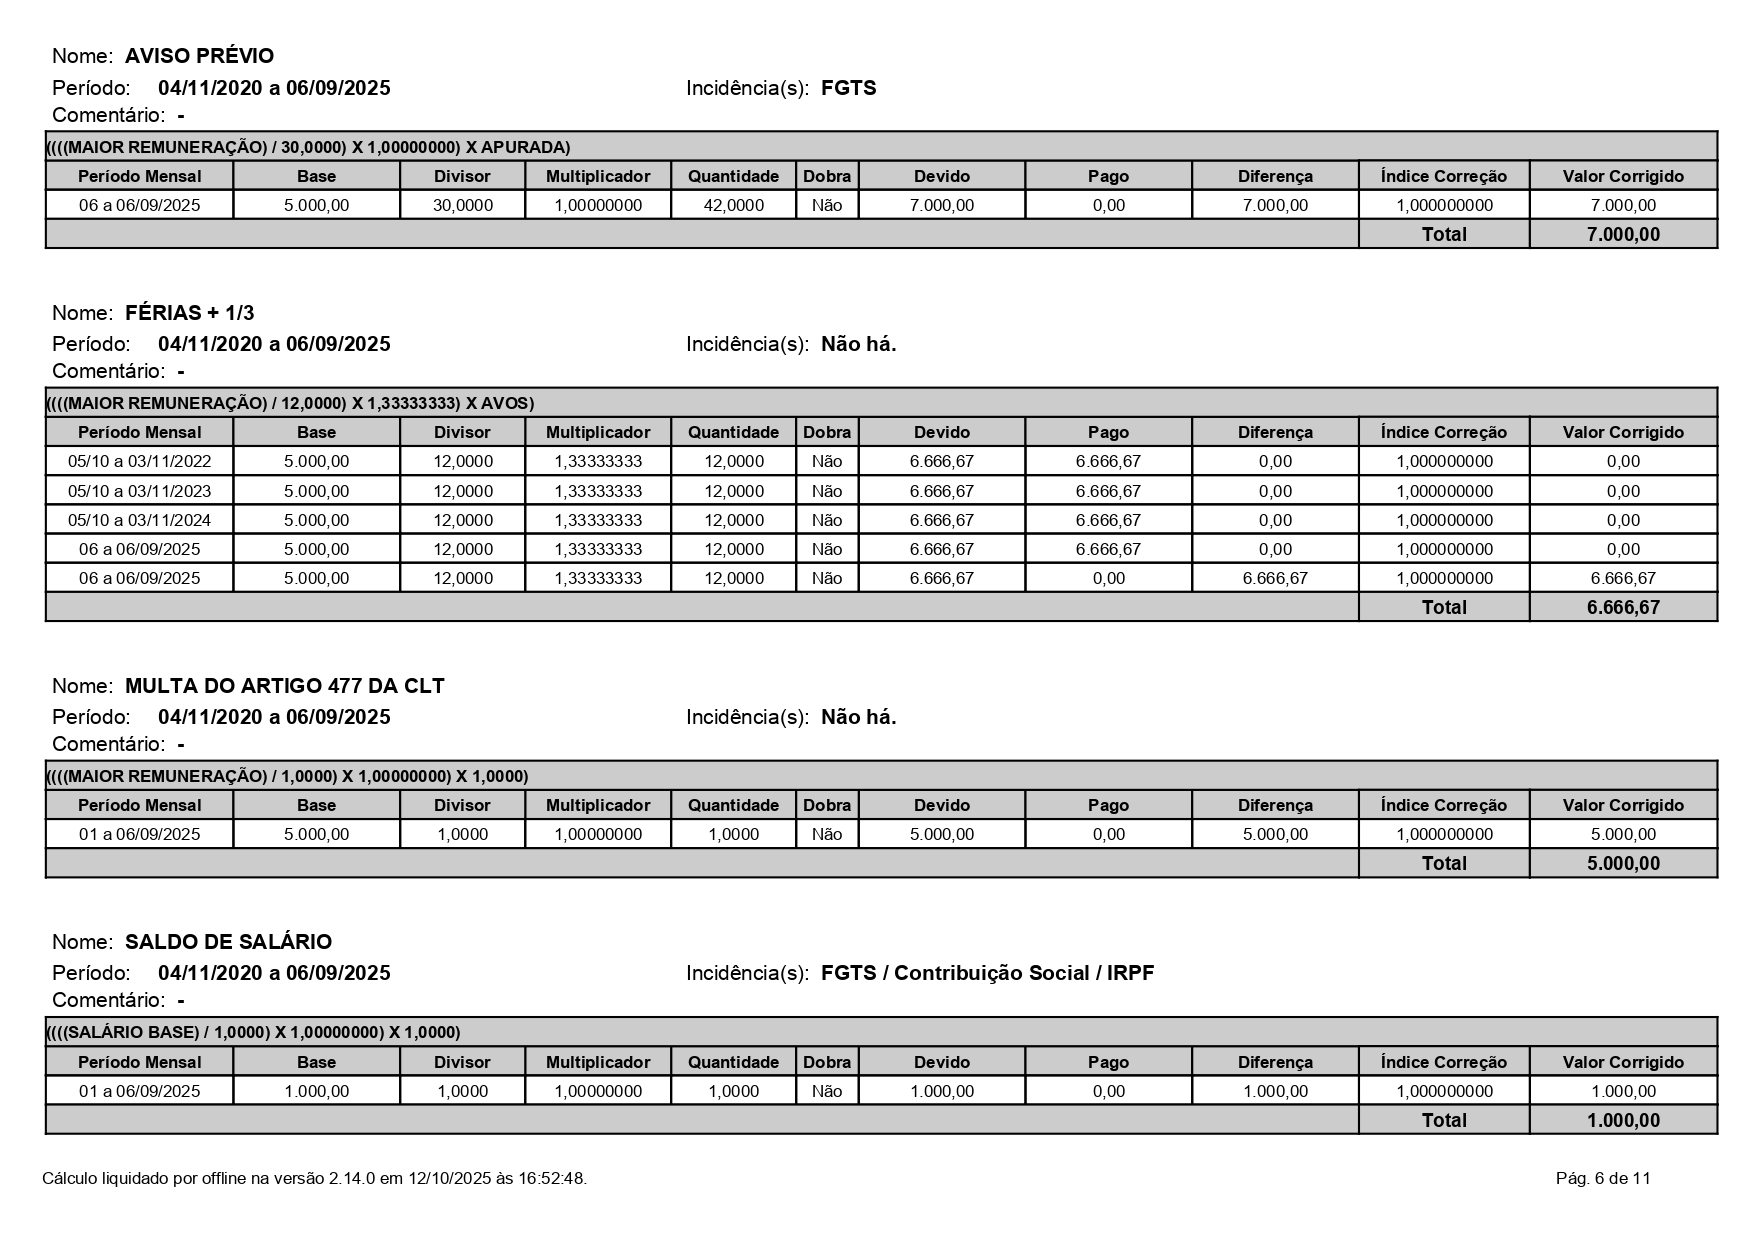 Nome: AVISO PRÉVIO
Período: 04/11/2020 a 06/09/2025 Incidência(s): FGTS
Comentário: -
((((MAIOR REMUNERAÇÃO) / 30,0000) X 1,00000000) X APURADA)
Período Mensal Base Divisor Multiplicador Quantidade Dobra Devido Pago Diferença Índice Correção Valor Corrigido
06 a 06/09/2025 5.000,00 30,0000 1,00000000 42,0000 Não 7.000,00 0,00 7.000,00 1,000000000 7.000,00
Total 7.000,00
Nome: FÉRIAS + 1/3
Período: 04/11/2020 a 06/09/2025 Incidência(s): Não há.
Comentário: -
((((MAIOR REMUNERAÇÃO) / 12,0000) X 1,33333333) X AVOS)
Período Mensal Base Divisor Multiplicador Quantidade Dobra Devido Pago Diferença Índice Correção Valor Corrigido
05/10 a 03/11/2022 5.000,00 12,0000 1,33333333 12,0000 Não 6.666,67 6.666,67 0,00 1,000000000 0,00
05/10 a 03/11/2023 5.000,00 12,0000 1,33333333 12,0000 Não 6.666,67 6.666,67 0,00 1,000000000 0,00
05/10 a 03/11/2024 5.000,00 12,0000 1,33333333 12,0000 Não 6.666,67 6.666,67 0,00 1,000000000 0,00
06 a 06/09/2025 5.000,00 12,0000 1,33333333 12,0000 Não 6.666,67 6.666,67 0,00 1,000000000 0,00
06 a 06/09/2025 5.000,00 12,0000 1,33333333 12,0000 Não 6.666,67 0,00 6.666,67 1,000000000 6.666,67
Total 6.666,67
Nome: MULTA DO ARTIGO 477 DA CLT
Período: 04/11/2020 a 06/09/2025 Incidência(s): Não há.
Comentário: -
((((MAIOR REMUNERAÇÃO) / 1,0000) X 1,00000000) X 1,0000)
Período Mensal Base Divisor Multiplicador Quantidade Dobra Devido Pago Diferença Índice Correção Valor Corrigido
01 a 06/09/2025 5.000,00 1,0000 1,00000000 1,0000 Não 5.000,00 0,00 5.000,00 1,000000000 5.000,00
Total 5.000,00
Nome: SALDO DE SALÁRIO
Período: 04/11/2020 a 06/09/2025 Incidência(s): FGTS / Contribuição Social / IRPF
Comentário: -
((((SALÁRIO BASE) / 1,0000) X 1,00000000) X 1,0000)
Período Mensal Base Divisor Multiplicador Quantidade Dobra Devido Pago Diferença Índice Correção Valor Corrigido
01 a 06/09/2025 1.000,00 1,0000 1,00000000 1,0000 Não 1.000,00 0,00 1.000,00 1,000000000 1.000,00
Total 1.000,00
Cálculo liquidado por offline na versão 2.14.0 em 12/10/2025 às 16:52:48. Pág. 6 de 11